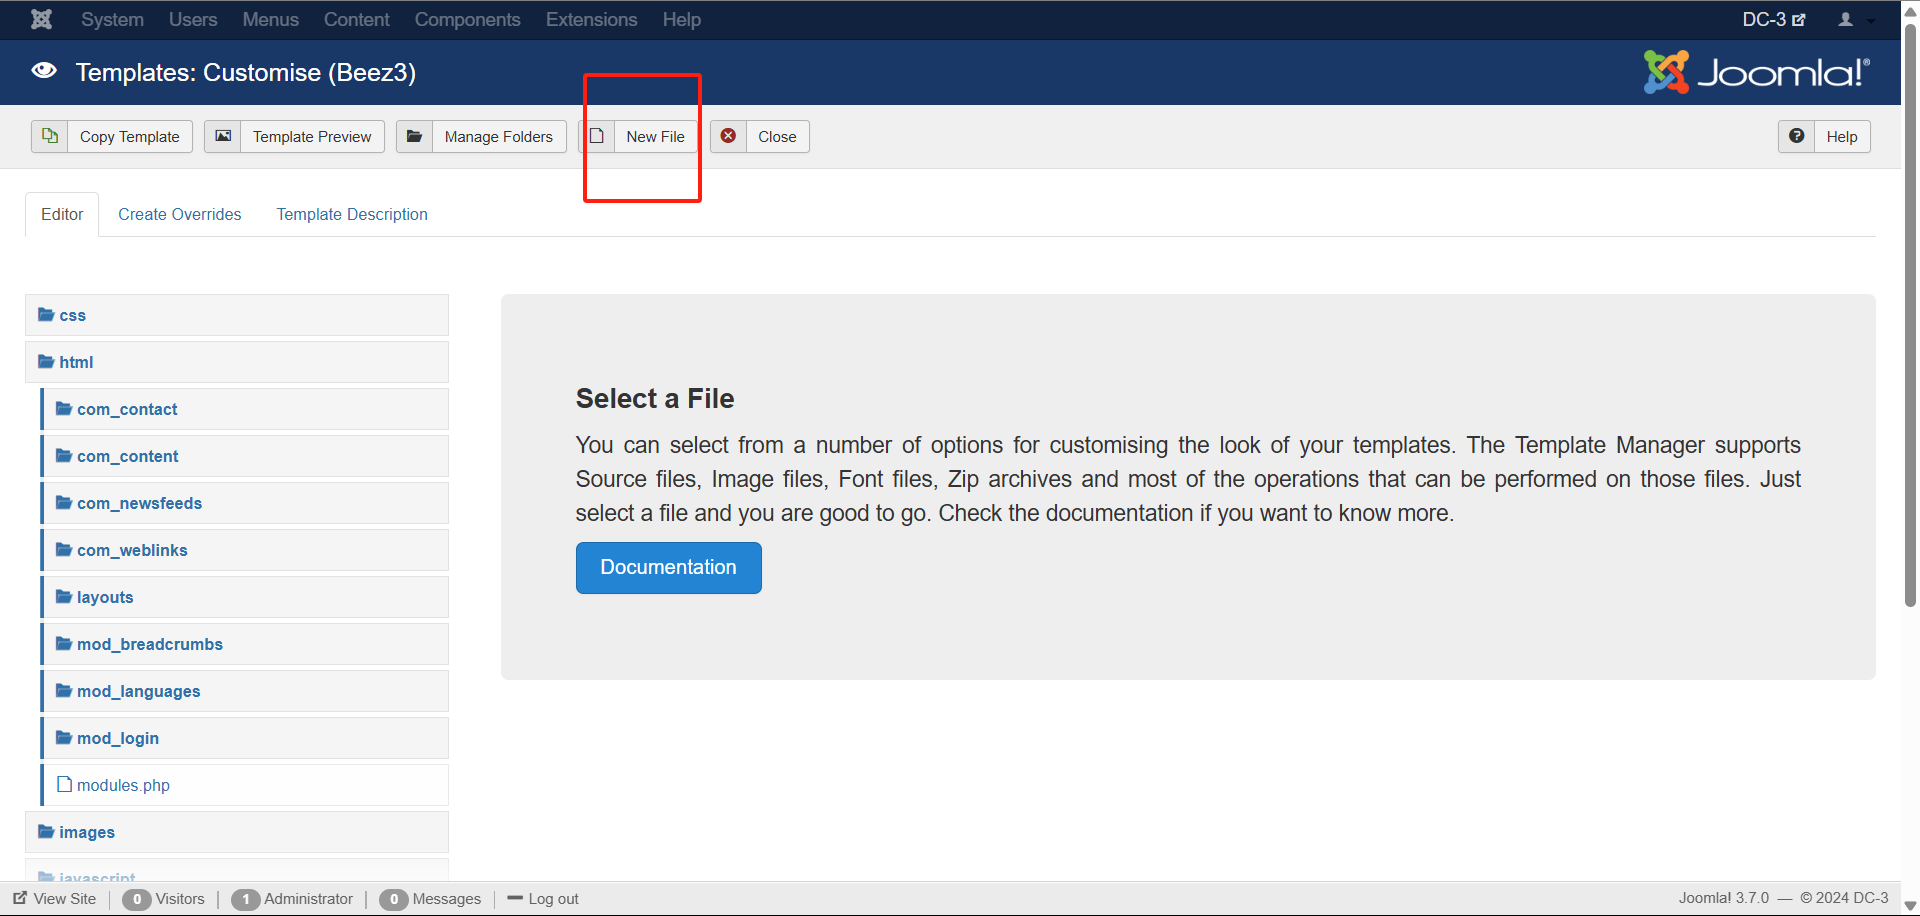 System Users Menus Content Components Extensions Help DC-3
Templates: Customise (Beez3) Joomla!®
Copy Template Template Preview Manage Folders New File Close Help
Editor Create Overrides Template Description
css
html
com_contact
com_content
com_newsfeeds
com_weblinks
layouts
mod_breadcrumbs
mod_languages
mod_login
modules.php
images
javascript
Select a File
You can select from a number of options for customising the look of your templates. The Template Manager supports
Source files, Image files, Font files, Zip archives and most of the operations that can be performed on those files. Just
select a file and you are good to go. Check the documentation if you want to know more.
Documentation
View Site 0 Visitors 1 Administrator 0 Messages Log out Joomla! 3.7.0 — © 2024 DC-3